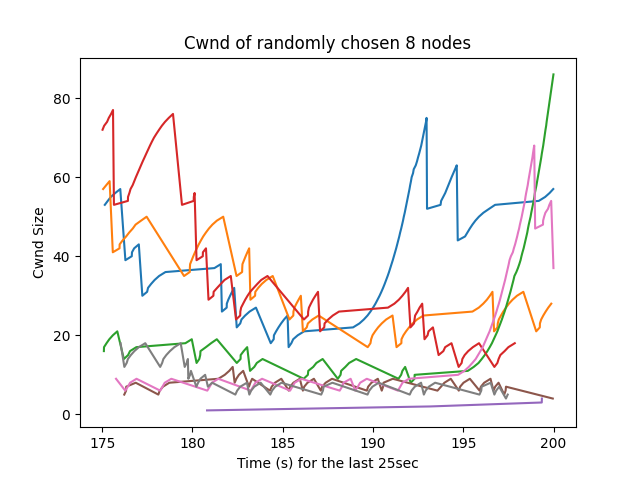 Cwnd of randomly chosen 8 nodes
Cwnd Size
80
60
40
20
0
175 180 185 190 195 200
Time (s) for the last 25sec